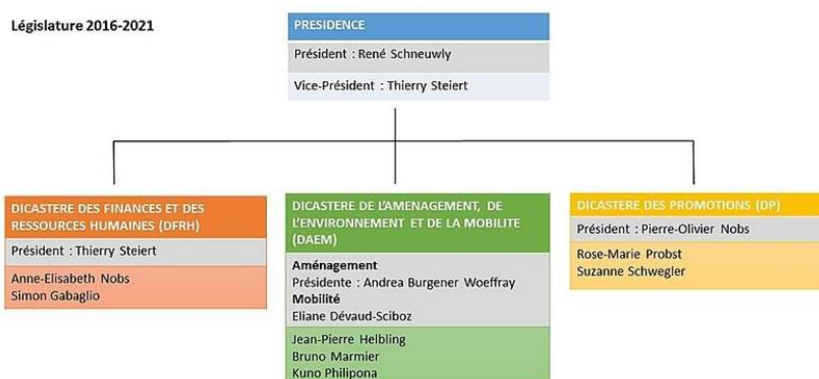 Législature 2016-2021
PRESIDENCE
Président : René Schneuwly
Vice-Président : Thierry Steiert
DICASTERE DES FINANCES ET DES
RESSOURCES HUMAINES (DFRH)
Président : Thierry Steiert
Anne-Elisabeth Nobs
Simon Gabaglio
DICASTERE DE L'AMENAGEMENT, DE
L'ENVIRONNEMENT ET DE LA MOBILITE
(DAEM)
Aménagement
Présidente : Andrea Burgener Woeffray
Mobilité
Eliane Dévaud-Sciboz
Jean-Pierre Helbling
Bruno Marmier
Kuno Philipona
DICASTERE DES PROMOTIONS (DP)
Président : Pierre-Olivier Nobs
Rose-Marie Probst
Suzanne Schwegler